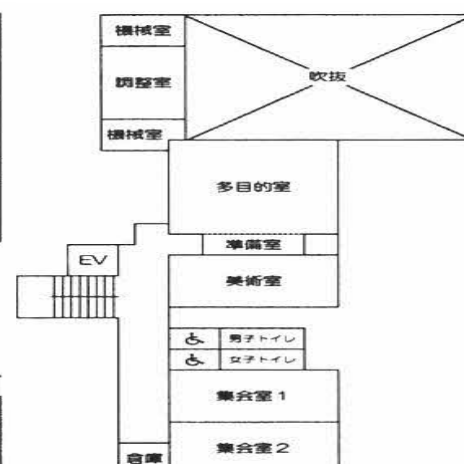 機械室
調整室
吹抜
機械室
多目的室
準備室
EV
美術室
男子トイレ
女子トイレ
集会室1
集会室2
倉庫